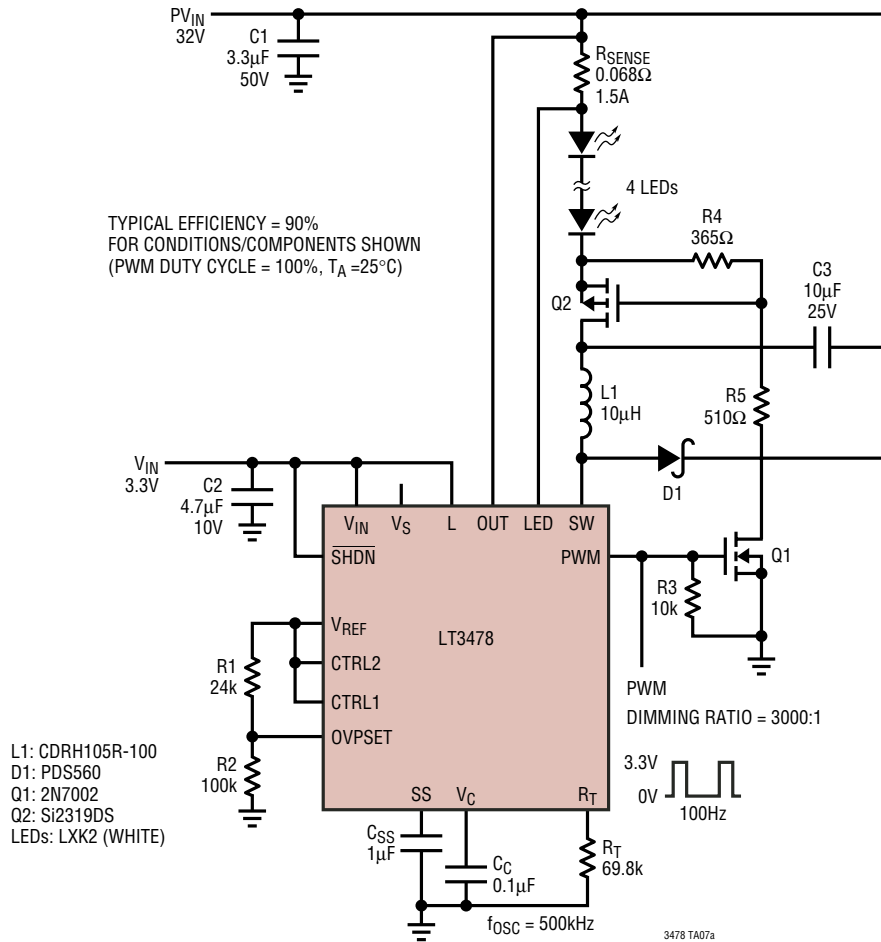 PVIN
32V
C1
3.3µF
50V
RSENSE
0.068Ω
1.5A
4 LEDs
TYPICAL EFFICIENCY = 90%
FOR CONDITIONS/COMPONENTS SHOWN
(PWM DUTY CYCLE = 100%, TA =25°C)
R4
365Ω
Q2
C3
10µF
25V
L1
10µH
R5
510Ω
D1
VIN
3.3V
C2
4.7µF
10V
VIN
VS
L
OUT
LED
SW
SHDN
PWM
Q1
R3
10k
VREF
LT3478
CTRL2
R1
24k
CTRL1
PWM
DIMMING RATIO = 3000:1
OVPSET
L1: CDRH105R-100
D1: PDS560
Q1: 2N7002
Q2: Si2319DS
LEDs: LXK2 (WHITE)
R2
100k
3.3V
0V
100Hz
SS
VC
RT
CSS
1µF
CC
0.1µF
RT
69.8k
fOSC = 500kHz
3478 TA07a